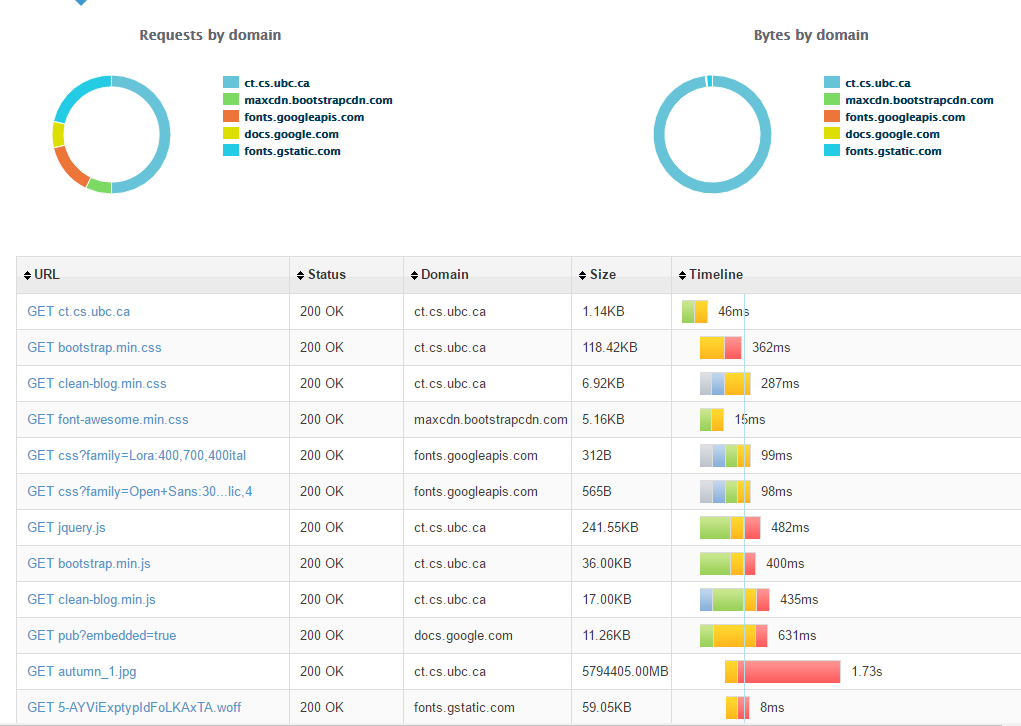 Requests by domain
Bytes by domain
ct.cs.ubc.ca
maxcdn.bootstrapcdn.com
fonts.googleapis.com
docs.google.com
fonts.gstatic.com
ct.cs.ubc.ca
maxcdn.bootstrapcdn.com
fonts.googleapis.com
docs.google.com
fonts.gstatic.com
URL Status Domain Size Timeline
GET ct.cs.ubc.ca 200 OK ct.cs.ubc.ca 1.14KB 46ms
GET bootstrap.min.css 200 OK ct.cs.ubc.ca 118.42KB 362ms
GET clean-blog.min.css 200 OK ct.cs.ubc.ca 6.92KB 287ms
GET font-awesome.min.css 200 OK maxcdn.bootstrapcdn.com 5.16KB 15ms
GET css?family=Lora:400,700,400ital 200 OK fonts.googleapis.com 312B 99ms
GET css?family=Open+Sans:30...lic,4 200 OK fonts.googleapis.com 565B 98ms
GET jquery.js 200 OK ct.cs.ubc.ca 241.55KB 482ms
GET bootstrap.min.js 200 OK ct.cs.ubc.ca 36.00KB 400ms
GET clean-blog.min.js 200 OK ct.cs.ubc.ca 17.00KB 435ms
GET pub?embedded=true 200 OK docs.google.com 11.26KB 631ms
GET autumn_1.jpg 200 OK ct.cs.ubc.ca 5794405.00MB 1.73s
GET 5-AYViExptypIdFoLKAxTA.woff 200 OK fonts.gstatic.com 59.05KB 8ms